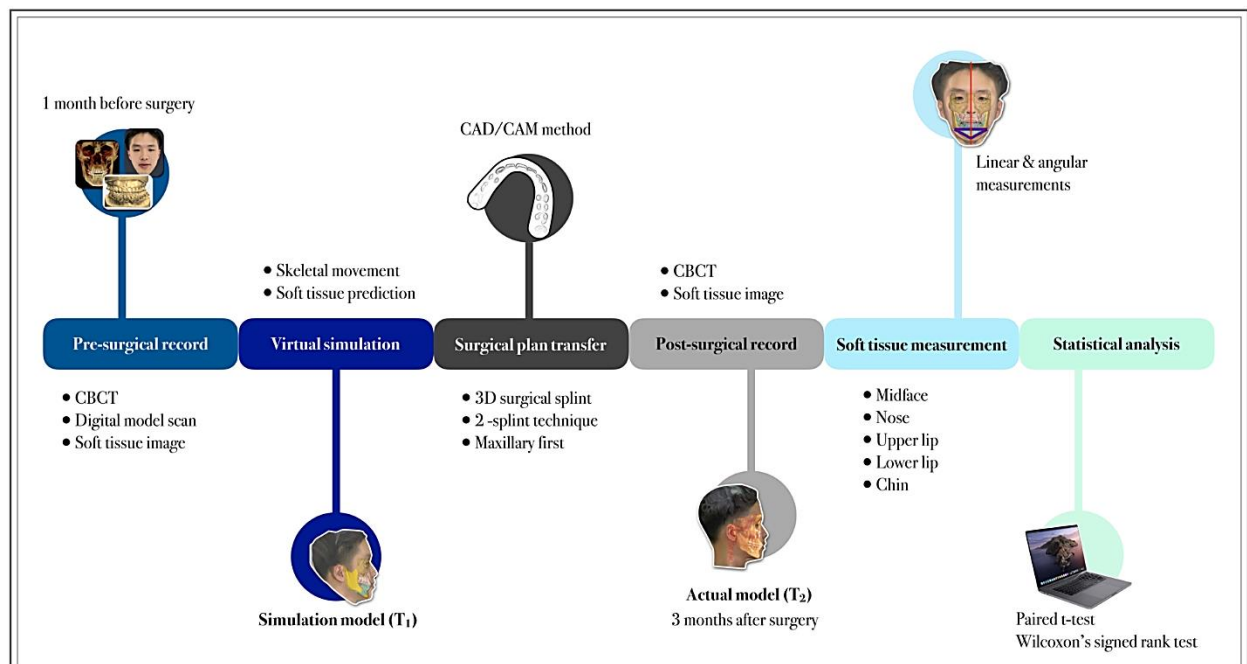 1 month before surgery
Pre-surgical record
● CBCT
● Digital model scan
● Soft tissue image
● Skeletal movement
● Soft tissue prediction
Virtual simulation
Simulation model (T₁)
CAD/CAM method
Surgical plan transfer
● 3D surgical splint
● 2 -splint technique
● Maxillary first
● CBCT
● Soft tissue image
Post-surgical record
Actual model (T₂)
3 months after surgery
Linear & angular
measurements
Soft tissue measurement
● Midface
● Nose
● Upper lip
● Lower lip
● Chin
Statistical analysis
Paired t-test
Wilcoxon's signed rank test